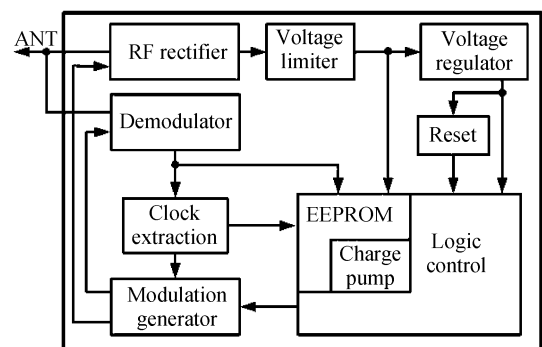 ANT
RF rectifier
Voltage
limiter
Voltage
regulator
Demodulator
Reset
Clock
extraction
EEPROM
Charge
pump
Logic
control
Modulation
generator